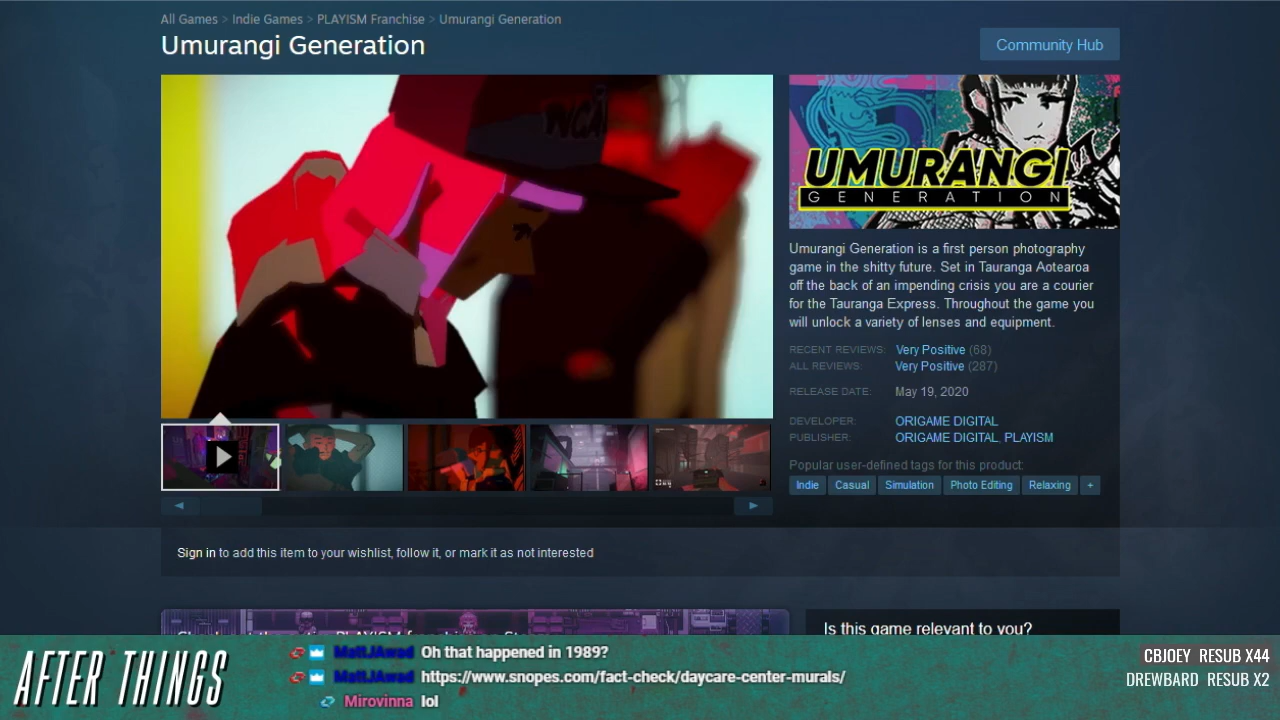 All Games > Indie Games > PLAYISM Franchise > Umurangi Generation
Umurangi Generation
Community Hub
UMURANGI
GENERATION
Umurangi Generation is a first person photography
game in the shitty future. Set in Tauranga Aotearoa
off the back of an impending crisis you are a courier
for the Tauranga Express. Throughout the game you
will unlock a variety of lenses and equipment.
RECENT REVIEWS: Very Positive (68)
ALL REVIEWS: Very Positive (287)
RELEASE DATE: May 19, 2020
DEVELOPER: ORIGAME DIGITAL
PUBLISHER: ORIGAME DIGITAL, PLAYISM
Popular user-defined tags for this product:
Indie Casual Simulation Photo Editing Relaxing +
Sign in to add this item to your wishlist, follow it, or mark it as not interested
Is this game relevant to you?
AFTER THINGS
MattJAwad Oh that happened in 1989?
MattJAwad https://www.snopes.com/fact-check/daycare-center-murals/
Mirovinna lol
CBJOEY RESUB X44
DREWBARD RESUB X2